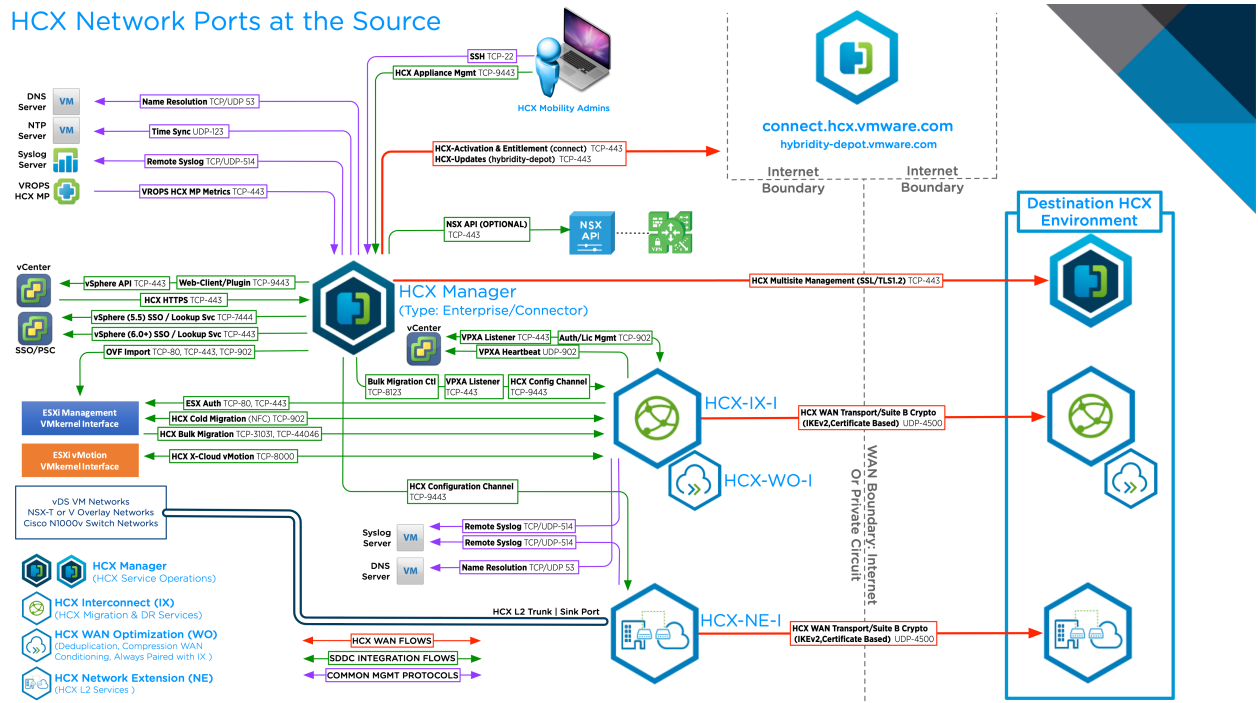 HCX Network Ports at the Source
SSH TCP-22
HCX Appliance Mgmt TCP-9443
HCX Mobility Admins
connect.hcx.vmware.com
hybridity-depot.vmware.com
DNS
Server
VM
Name Resolution TCP/UDP 53
NTP
Server
VM
Time Sync UDP-123
Syslog
Server
Remote Syslog TCP/UDP-514
VROPS
HCX MP
VROPS HCX MP Metrics TCP-443
HCX-Activation & Entitlement (connect) TCP-443
HCX-Updates (hybridity-depot) TCP-443
Internet
Boundary
Internet
Boundary
NSX API (OPTIONAL)
TCP-443
NSX
API
VPN
Destination HCX
Environment
vCenter
vSphere API TCP-443
Web-Client/Plugin TCP-9443
HCX HTTPS TCP-443
vSphere (5.5) SSO / Lookup Svc TCP-7444
vSphere (6.0+) SSO / Lookup Svc TCP-443
SSO/PSC
OVF Import TCP-80, TCP-443, TCP-902
HCX Manager
(Type: Enterprise/Connector)
HCX Multisite Management (SSL/TLS1.2) TCP-443
vCenter
VPXA Listener TCP-443
Auth/Lic Mgmt TCP-902
VPXA Heartbeat UDP-902
Bulk Migration Ctl
TCP-8123
VPXA Listener
TCP-443
HCX Config Channel
TCP-9443
ESXi Management
VMkernel Interface
ESX Auth TCP-80, TCP-443
HCX Cold Migration (NFC) TCP-902
HCX Bulk Migration TCP-31031, TCP-44046
ESXi vMotion
VMkernel Interface
HCX X-Cloud vMotion TCP-8000
HCX-IX-I
HCX WAN Transport/Suite B Crypto
(IKEv2,Certificate Based) UDP-4500
HCX-WO-I
WAN Boundary: Internet
Or Private Circuit
HCX Configuration Channel
TCP-9443
vDS VM Networks
NSX-T or V Overlay Networks
Cisco N1000v Switch Networks
Syslog
Server
VM
Remote Syslog TCP/UDP-514
Remote Syslog TCP/UDP-514
DNS
Server
VM
Name Resolution TCP/UDP 53
HCX L2 Trunk | Sink Port
HCX-NE-I
HCX WAN Transport/Suite B Crypto
(IKEv2,Certificate Based) UDP-4500
HCX Manager
(HCX Service Operations)
HCX Interconnect (IX)
(HCX Migration & DR Services)
HCX WAN Optimization (WO)
(Deduplication, Compression WAN
Conditioning, Always Paired with IX )
HCX Network Extension (NE)
(HCX L2 Services )
HCX WAN FLOWS
SDDC INTEGRATION FLOWS
COMMON MGMT PROTOCOLS